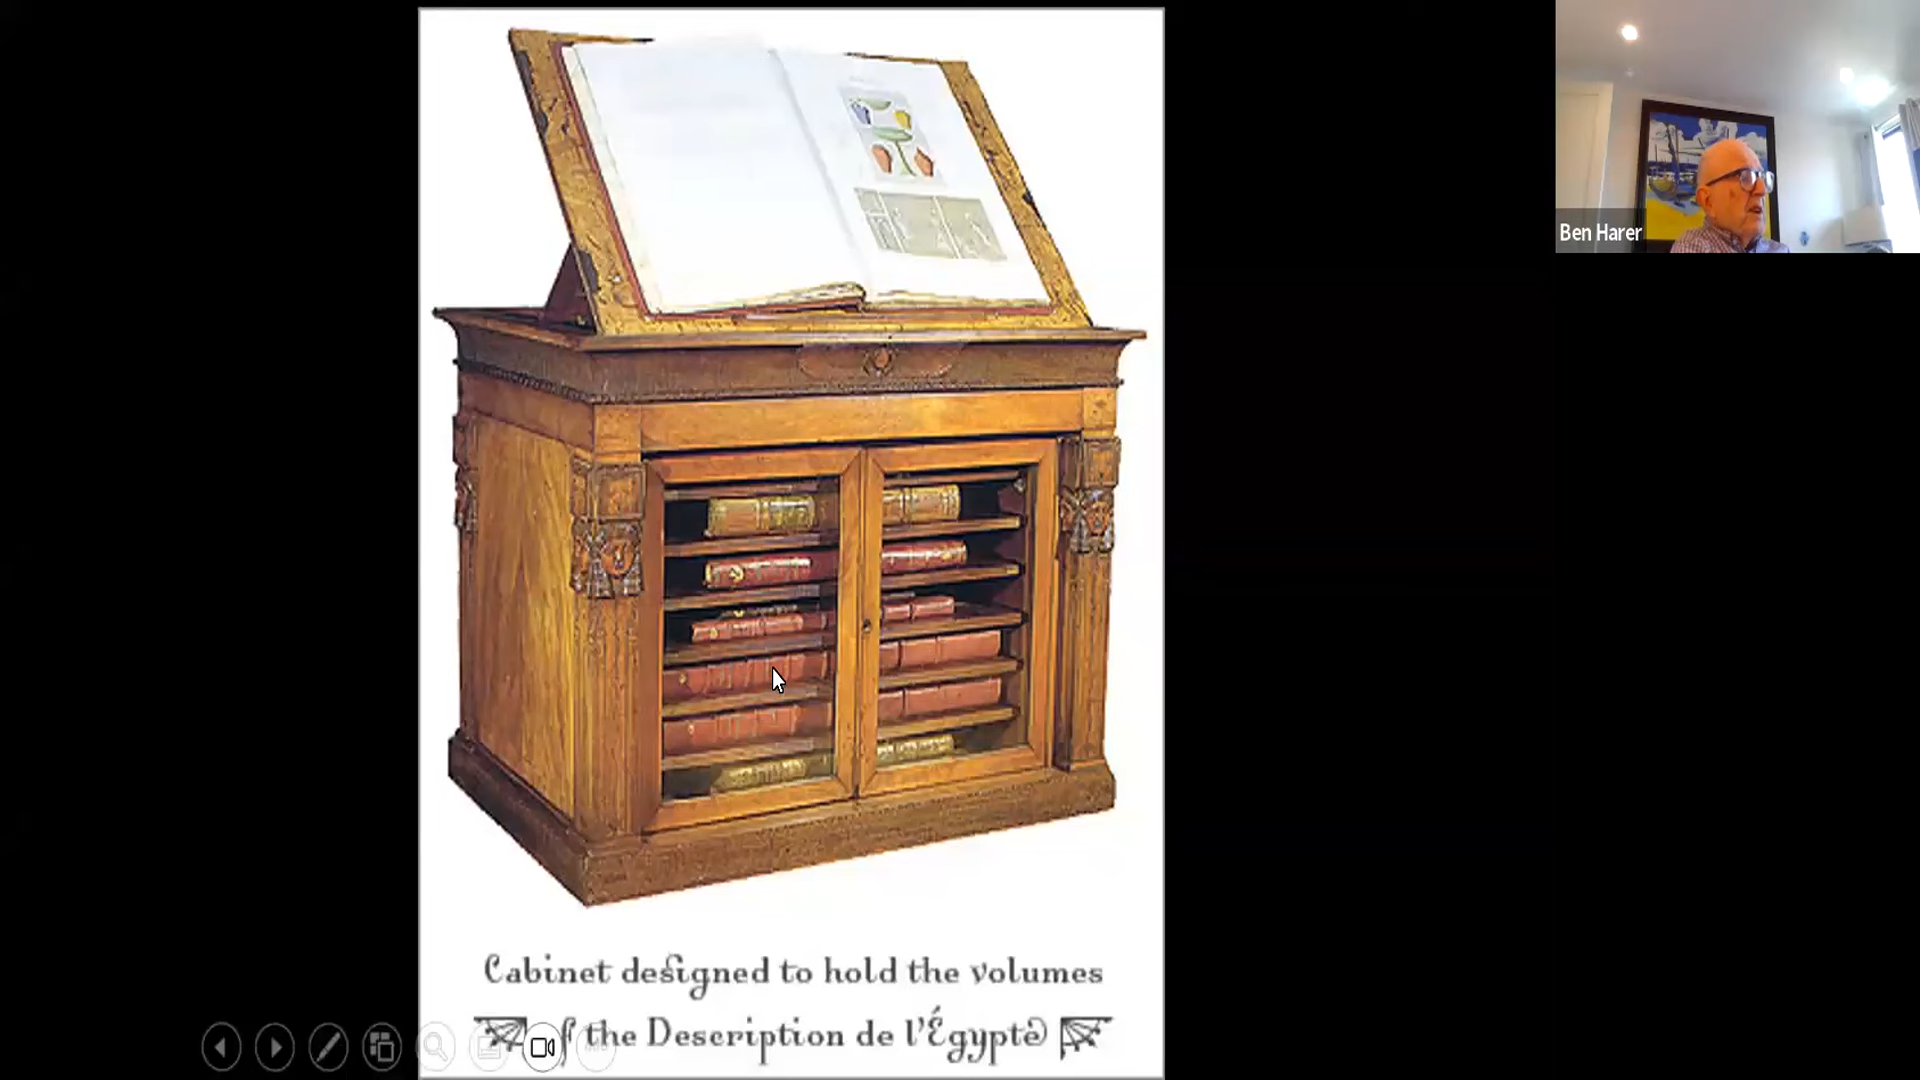 Ben Harer
Cabinet designed to hold the volumes
of the Description de l'Égypte